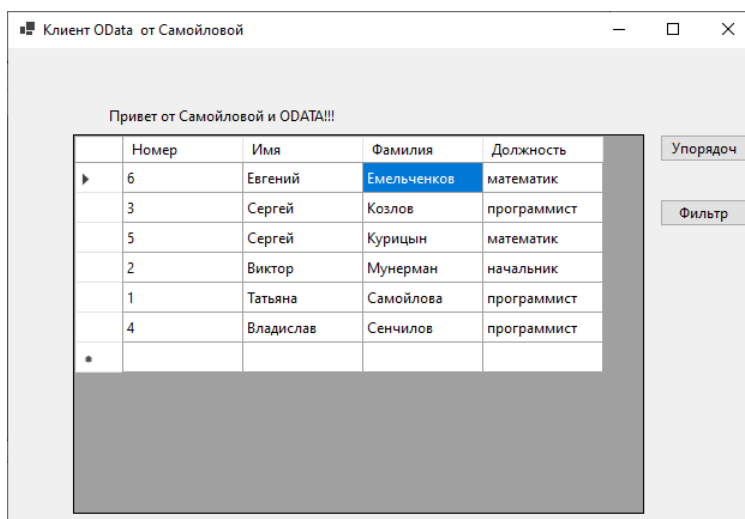 Клиент OData от Самойловой
Привет от Самойловой и ODATA!!!
Номер Имя Фамилия Должность
6 Евгений Емельченков математик
3 Сергей Козлов программист
5 Сергей Курицын математик
2 Виктор Мунерман начальник
1 Татьяна Самойлова программист
4 Владислав Сенчилов программист
Упорядоч
Фильтр